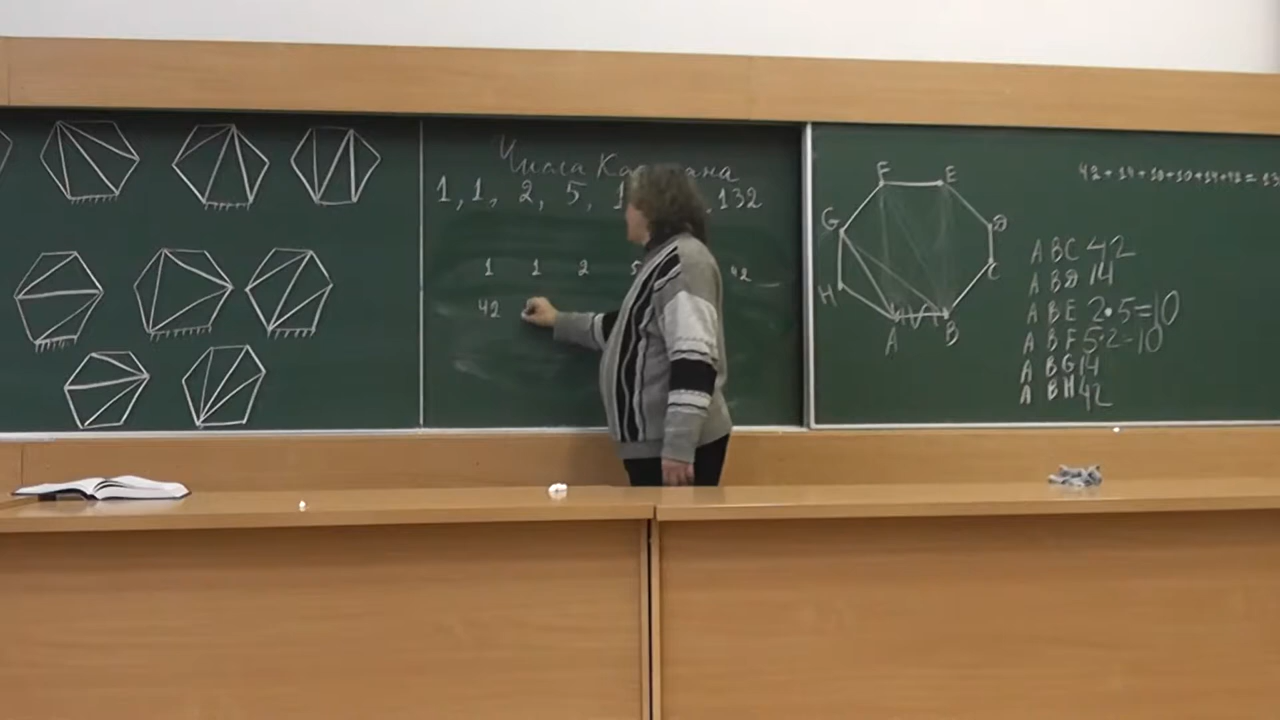 Числа
1, 1, 2, 5, 1 , 132
1 1 2 5 42
42
F E
G D
H C
A B
42+14+10+10+14+42=13
A B C 42
A B D 14
A B E 2·5=10
A B F 5·2=10
A B G 14
A B H 42